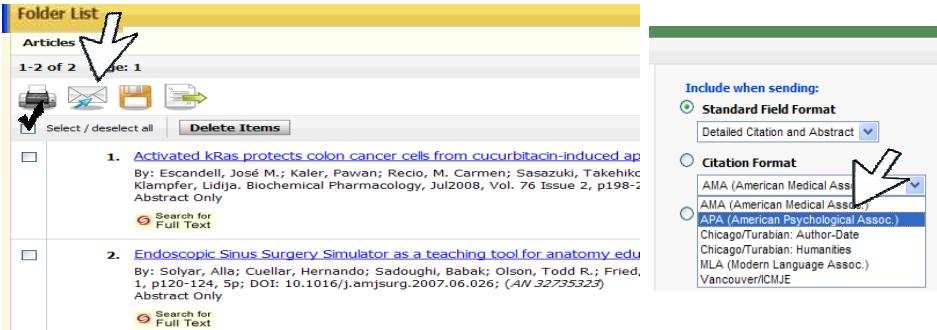 Folder List
Articles
1-2 of 2 Page: 1
Select / deselect all Delete Items
1. Activated kRas protects colon cancer cells from cucurbitacin-induced ap
By: Escandell, José M.; Kaler, Pawan; Recio, M. Carmen; Sasazuki, Takehiko
Klampfer, Lidija. Biochemical Pharmacology, Jul2008, Vol. 76 Issue 2, p198-2
Abstract Only
Search for
Full Text
2. Endoscopic Sinus Surgery Simulator as a teaching tool for anatomy edu
By: Solyar, Alla; Cuellar, Hernando; Sadoughi, Babak; Olson, Todd R.; Fried,
1, p120-124, 5p; DOI: 10.1016/j.amjsurg.2007.06.026; (AN 32735323)
Abstract Only
Search for
Full Text
Include when sending:
Standard Field Format
Detailed Citation and Abstract
Citation Format
AMA (American Medical Ass
AMA (American Medical Assoc.)
APA (American Psychological Assoc.)
Chicago/Turabian: Author-Date
Chicago/Turabian: Humanities
MLA (Modern Language Assoc.)
Vancouver/ICMJE